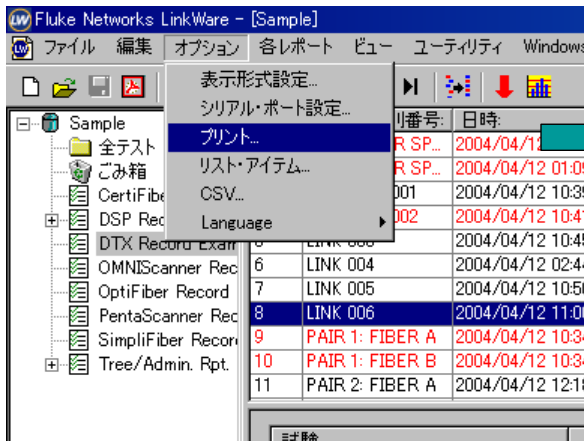 Fluke Networks LinkWare - [Sample]
ファイル 編集 オプション 各レポート ビュー ユーティリティ Windows
表示形式設定...
シリアル・ポート設定...
プリント...
リスト・アイテム...
CSV...
Language
Sample
全テスト
ごみ箱
CertiFibe
DSP Rec
DTX Record Exam
OMNIScanner Rec
OptiFiber Record
PentaScanner Rec
SimpliFiber Recor
Tree/Admin. Rpt.
番号: 日時:
R SP... 2004/04/1
R SP... 2004/04/12 01:0
001 2004/04/12 10:3
002 2004/04/12 10:4
2004/04/12 10:4
6 LINK 004 2004/04/12 02:4
7 LINK 005 2004/04/12 10:5
8 LINK 006 2004/04/12 11:0
9 PAIR 1: FIBER A 2004/04/12 10:3
10 PAIR 1: FIBER B 2004/04/12 10:3
11 PAIR 2: FIBER A 2004/04/12 12:1